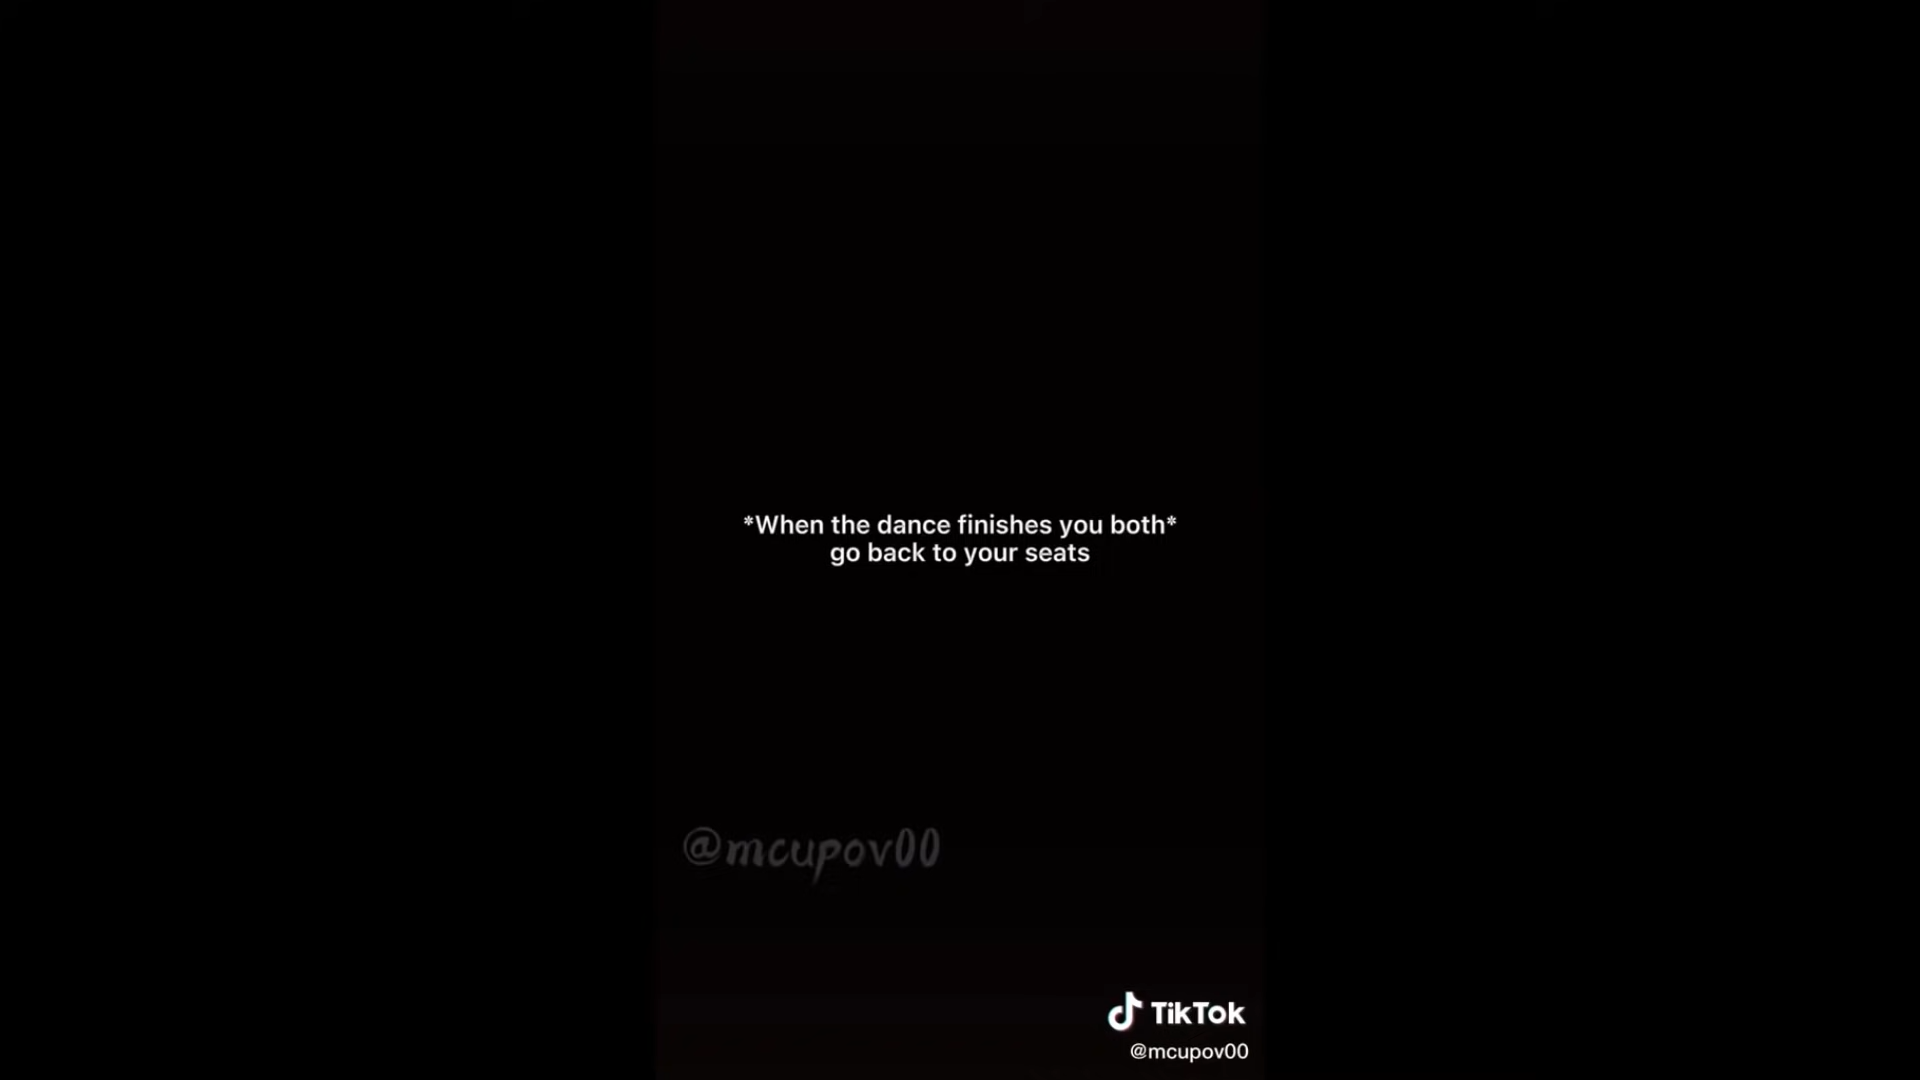 *When the dance finishes you both*
go back to your seats
@mcupov00
TikTok
@mcupov00